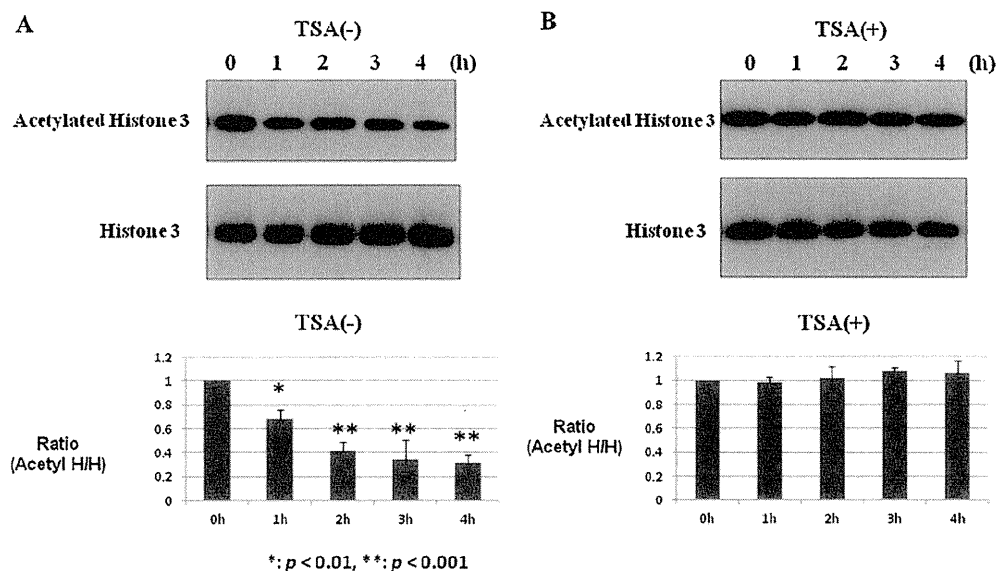 A
TSA(-)
0 1 2 3 4 (h)
Acetylated Histone 3
Histone 3
TSA(-)
1.2
1
0.8
0.6
0.4
0.2
0
Ratio
(Acetyl H/H)
* ** ** **
0h 1h 2h 3h 4h
*: p < 0.01, **: p < 0.001
B
TSA(+)
0 1 2 3 4 (h)
Acetylated Histone 3
Histone 3
TSA(+)
1.2
1
0.8
0.6
0.4
0.2
0
Ratio
(Acetyl H/H)
0h 1h 2h 3h 4h